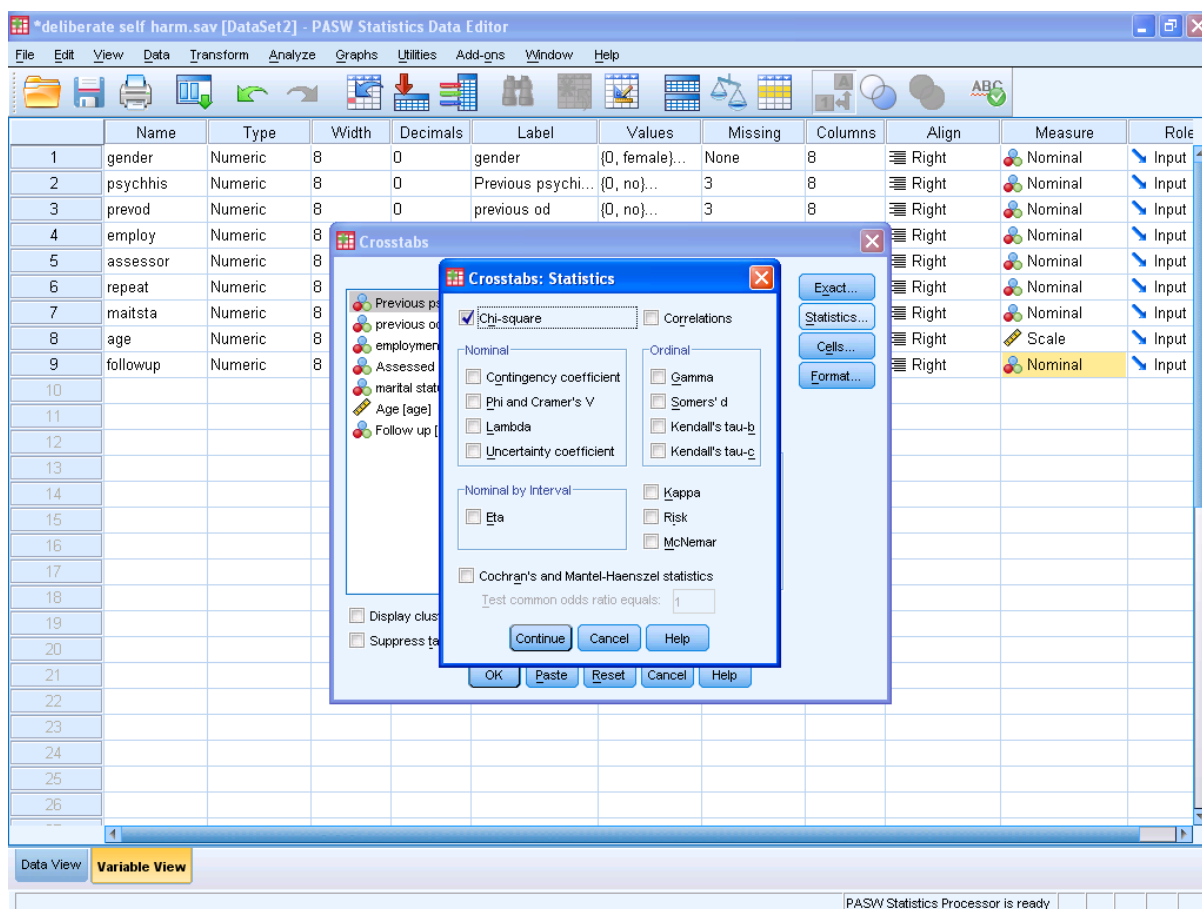 *deliberate self harm.sav [DataSet2] - PASW Statistics Data Editor
File Edit View Data Transform Analyze Graphs Utilities Add-ons Window Help
Name Type Width Decimals Label Values Missing Columns Align Measure Role
1 gender Numeric 8 0 gender {0, female}... None 8 Right Nominal Input
2 psychhis Numeric 8 0 Previous psychi... {0, no}... 3 8 Right Nominal Input
3 prevod Numeric 8 0 previous od {0, no}... 3 8 Right Nominal Input
4 employ Numeric 8 Right Nominal Input
5 assessor Numeric 8 Right Nominal Input
6 repeat Numeric 8 Right Nominal Input
7 maitsta Numeric 8 Right Nominal Input
8 age Numeric 8 Right Scale Input
9 followup Numeric 8 Right Nominal Input
10
11
12
13
14
15
16
17
18
19
20
21
22
23
24
25
26
Crosstabs
Previous ps
previous od
employmen
Assessed
marital stat
Age [age]
Follow up [
Exact...
Statistics...
Cells...
Format...
Display clus
Suppress ta
OK Paste Reset Cancel Help
Crosstabs: Statistics
Chi-square Correlations
Nominal Ordinal
Contingency coefficient Gamma
Phi and Cramer's V Somers' d
Lambda Kendall's tau-b
Uncertainty coefficient Kendall's tau-c
Nominal by Interval Kappa
Eta Risk
McNemar
Cochran's and Mantel-Haenszel statistics
Test common odds ratio equals: 1
Continue Cancel Help
Data View Variable View
PASW Statistics Processor is ready